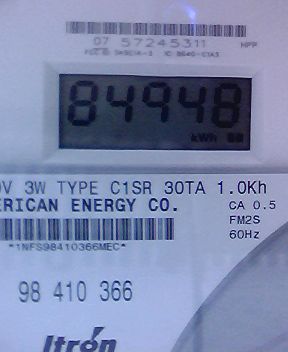 07 57245311 HPP
84948
kWh
0V 3W TYPE C1SR 30TA 1.0Kh
ERICAN ENERGY CO. CA 0.5
FM2S
60Hz
*1NFS98410366MEC*
98 410 366
Itron